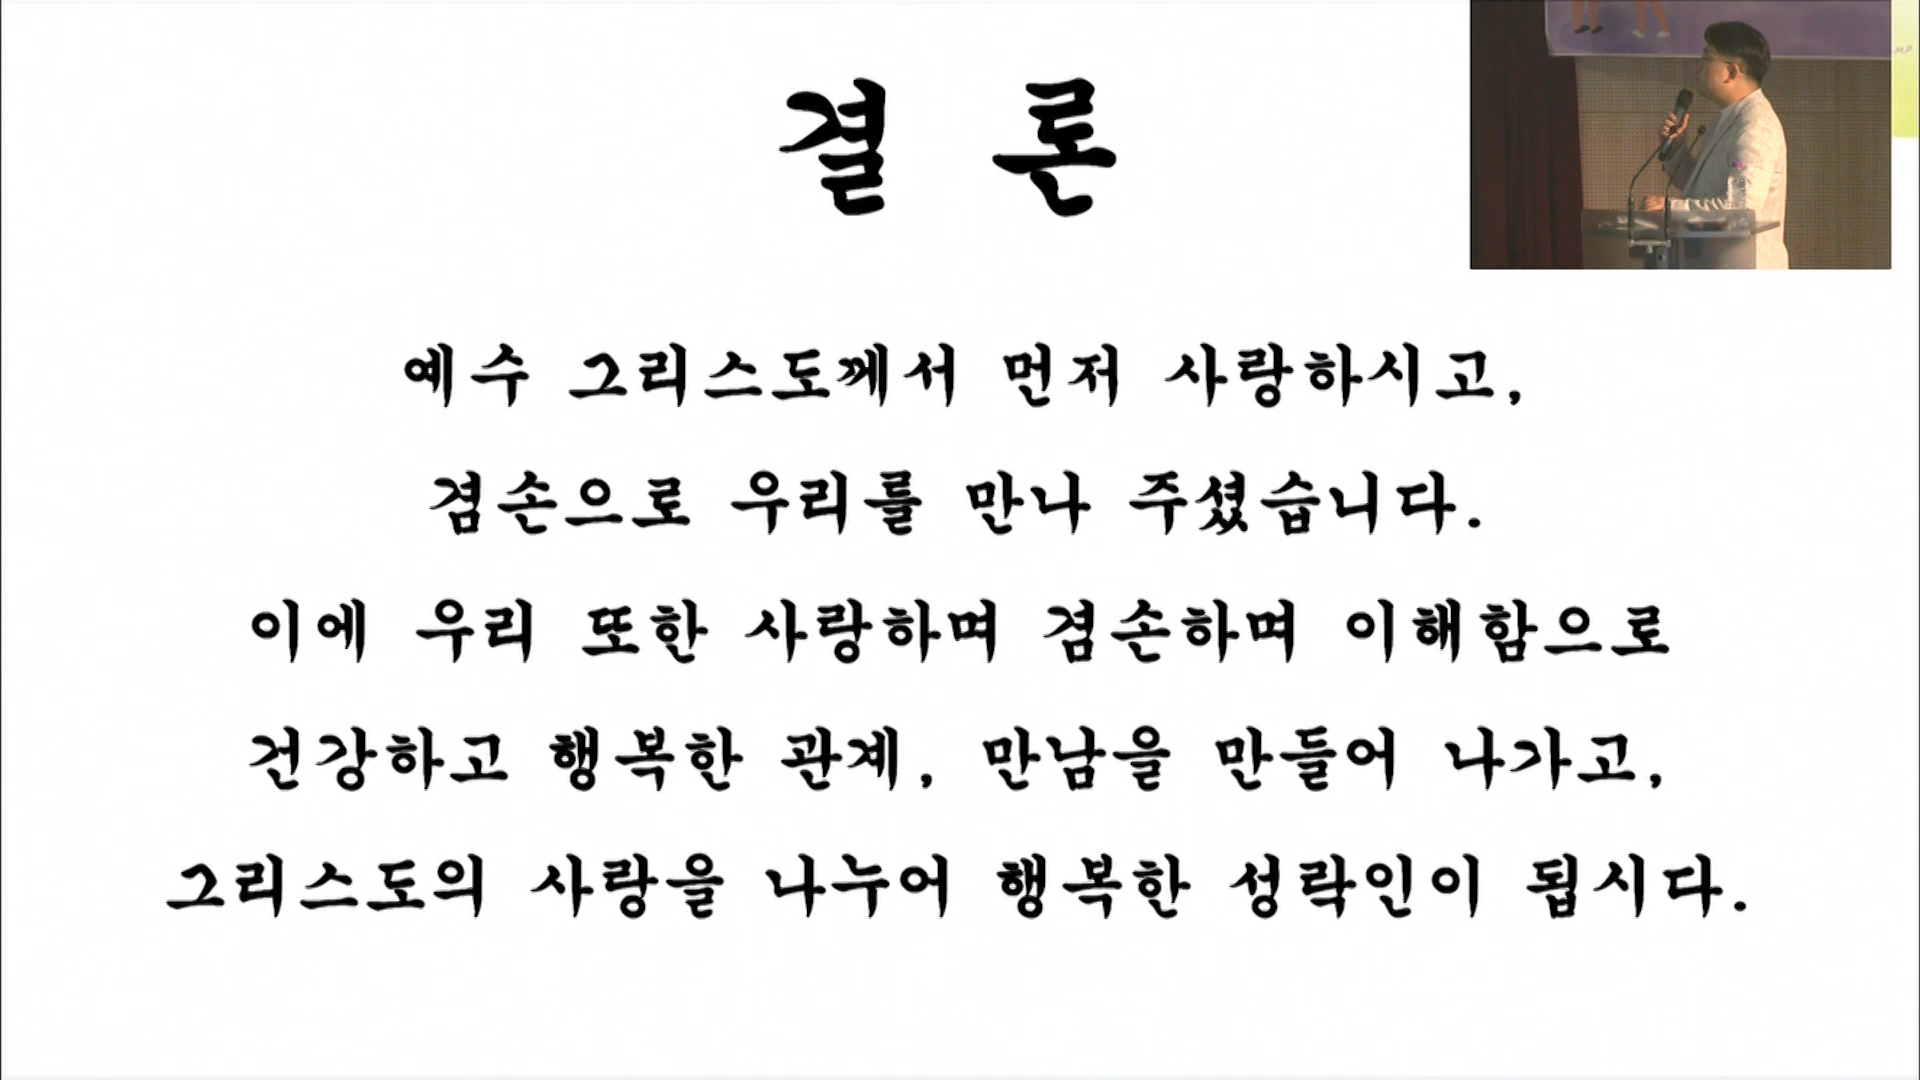 결 론
예수 그리스도께서 먼저 사랑하시고,
겸손으로 우리를 만나 주셨습니다.
이에 우리 또한 사랑하며 겸손하며 이해함으로
건강하고 행복한 관계, 만남을 만들어 나가고,
그리스도의 사랑을 나누어 행복한 성락인이 됩시다.